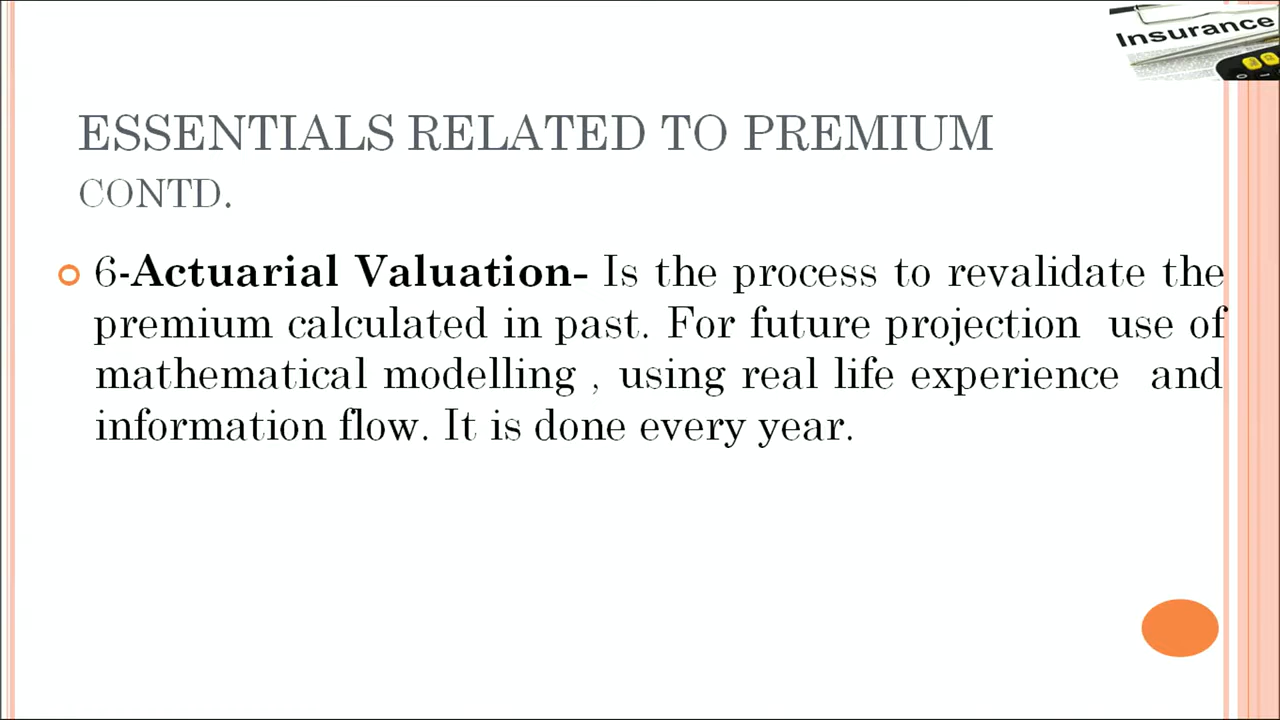 Insurance
ESSENTIALS RELATED TO PREMIUM
CONTD.
6-Actuarial Valuation- Is the process to revalidate the
premium calculated in past. For future projection use of
mathematical modelling , using real life experience and
information flow. It is done every year.